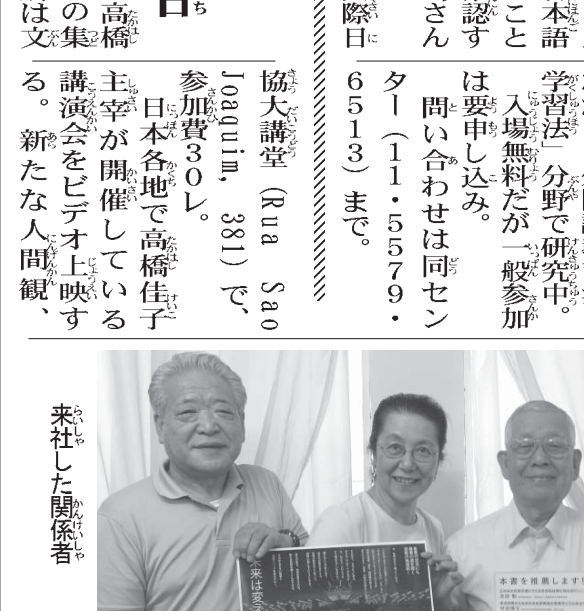 本語
こと
認す
さん
際日
学習法」分野で研究中。
入場無料だが一般参加
は要申し込み。
問い合わせは同セン
ター(11・5579・
6513)まで。
高橋
の集
は文
協大講堂(Rua Sao
Joaquim, 381)で、
参加費30レ。
日本各地で高橋佳子
主宰が開催している
講演会をビデオ上映す
る。新たな人間観、
来社した関係者
来は変え
本書を推薦します